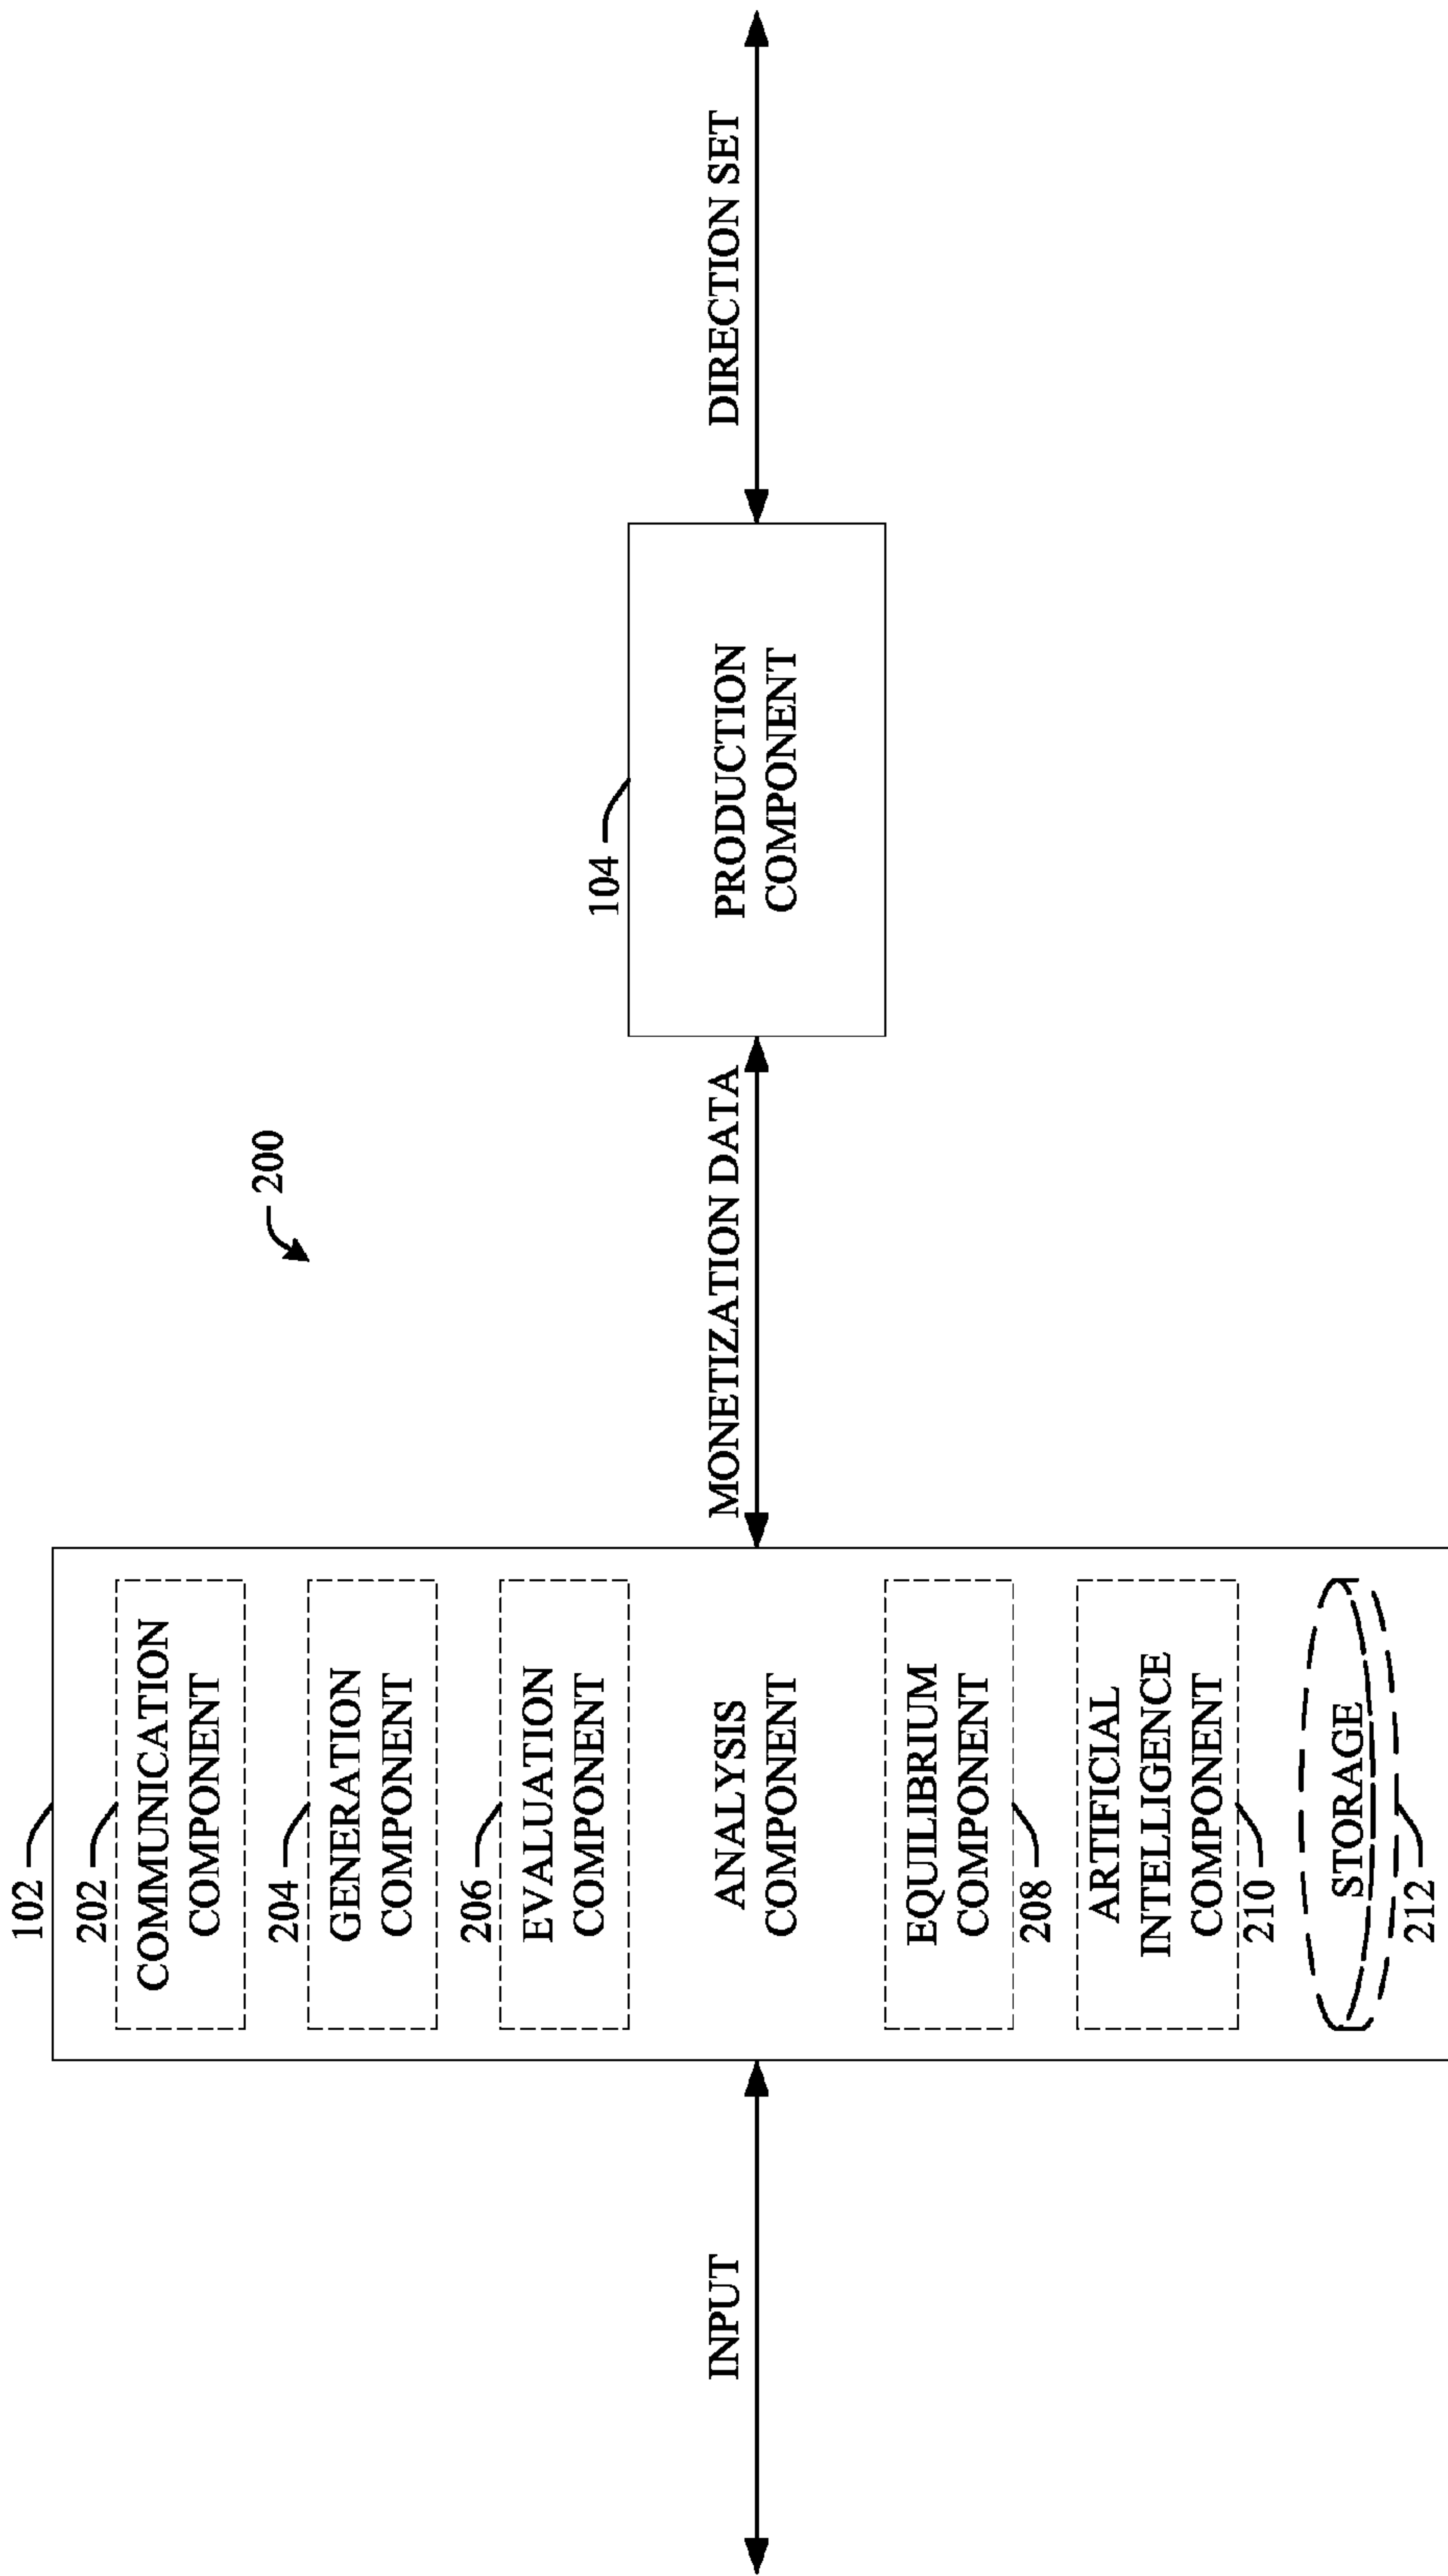 200
102
202
COMMUNICATION
COMPONENT
204
GENERATION
COMPONENT
206
EVALUATION
COMPONENT
INPUT
ANALYSIS
COMPONENT
MONETIZATION DATA
104
PRODUCTION
COMPONENT
DIRECTION SET
EQUILIBRIUM
COMPONENT
208
ARTIFICIAL
INTELLIGENCE
COMPONENT
210
STORAGE
212